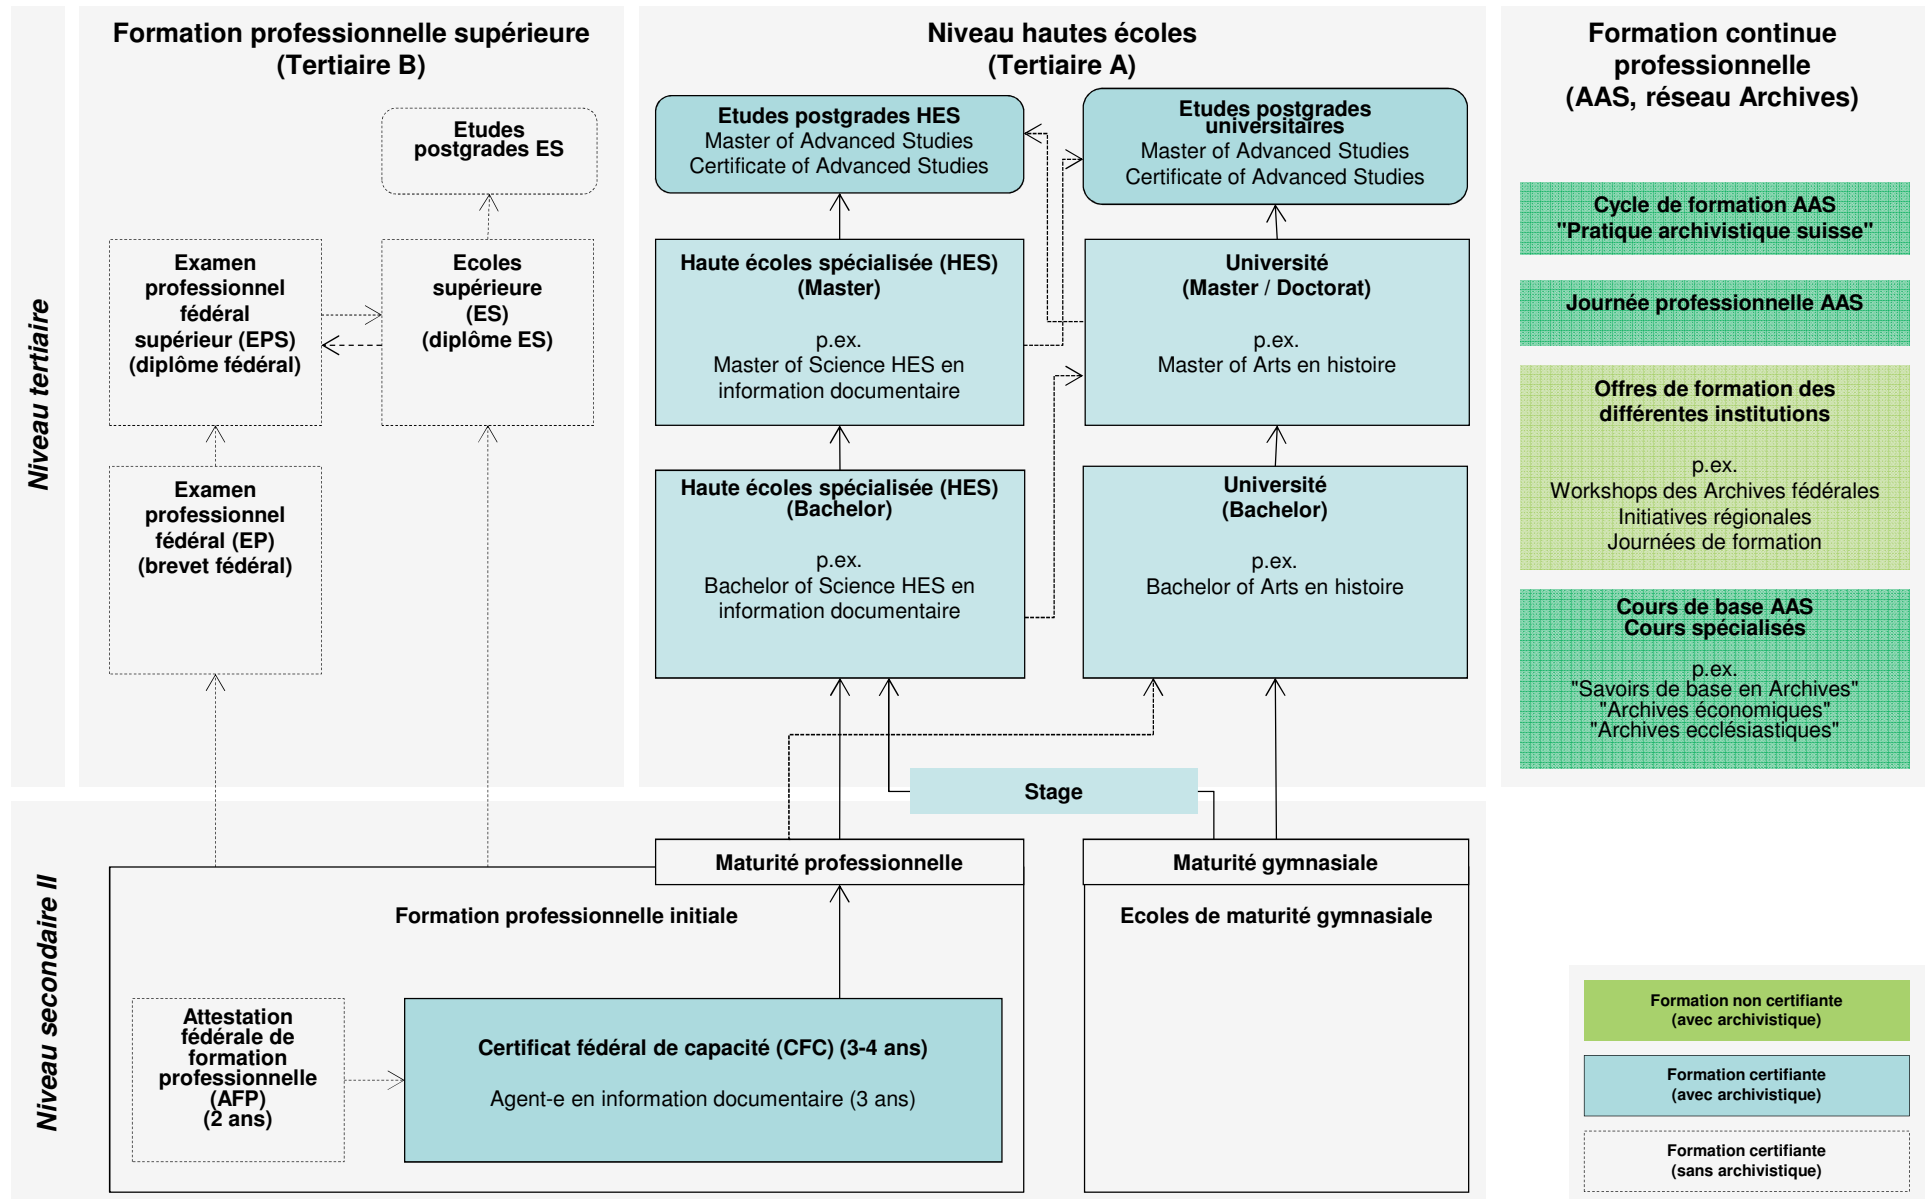 Formation professionnelle supérieure
(Tertiaire B)
Niveau hautes écoles
(Tertiaire A)
Formation continue
professionnelle
(AAS, réseau Archives)
Niveau tertiaire
Etudes
postgrades ES
Examen
professionnel
fédéral
supérieur (EPS)
(diplôme fédéral)
Ecoles
supérieure
(ES)
(diplôme ES)
Examen
professionnel
fédéral (EP)
(brevet fédéral)
Etudes postgrades HES
Master of Advanced Studies
Certificate of Advanced Studies
Etudes postgrades
universitaires
Master of Advanced Studies
Certificate of Advanced Studies
Haute écoles spécialisée (HES)
(Master)
p.ex.
Master of Science HES en
information documentaire
Université
(Master / Doctorat)
p.ex.
Master of Arts en histoire
Haute écoles spécialisée (HES)
(Bachelor)
p.ex.
Bachelor of Science HES en
information documentaire
Université
(Bachelor)
p.ex.
Bachelor of Arts en histoire
Stage
Cycle de formation AAS
"Pratique archivistique suisse"
Journée professionnelle AAS
Offres de formation des
différentes institutions
p.ex.
Workshops des Archives fédérales
Initiatives régionales
Journées de formation
Cours de base AAS
Cours spécialisés
p.ex.
"Savoirs de base en Archives"
"Archives économiques"
"Archives ecclésiastiques"
Niveau secondaire II
Maturité professionnelle
Maturité gymnasiale
Formation professionnelle initiale
Ecoles de maturité gymnasiale
Attestation
fédérale de
formation
professionnelle
(AFP)
(2 ans)
Certificat fédéral de capacité (CFC) (3-4 ans)
Agent-e en information documentaire (3 ans)
Formation non certifiante
(avec archivistique)
Formation certifiante
(avec archivistique)
Formation certifiante
(sans archivistique)